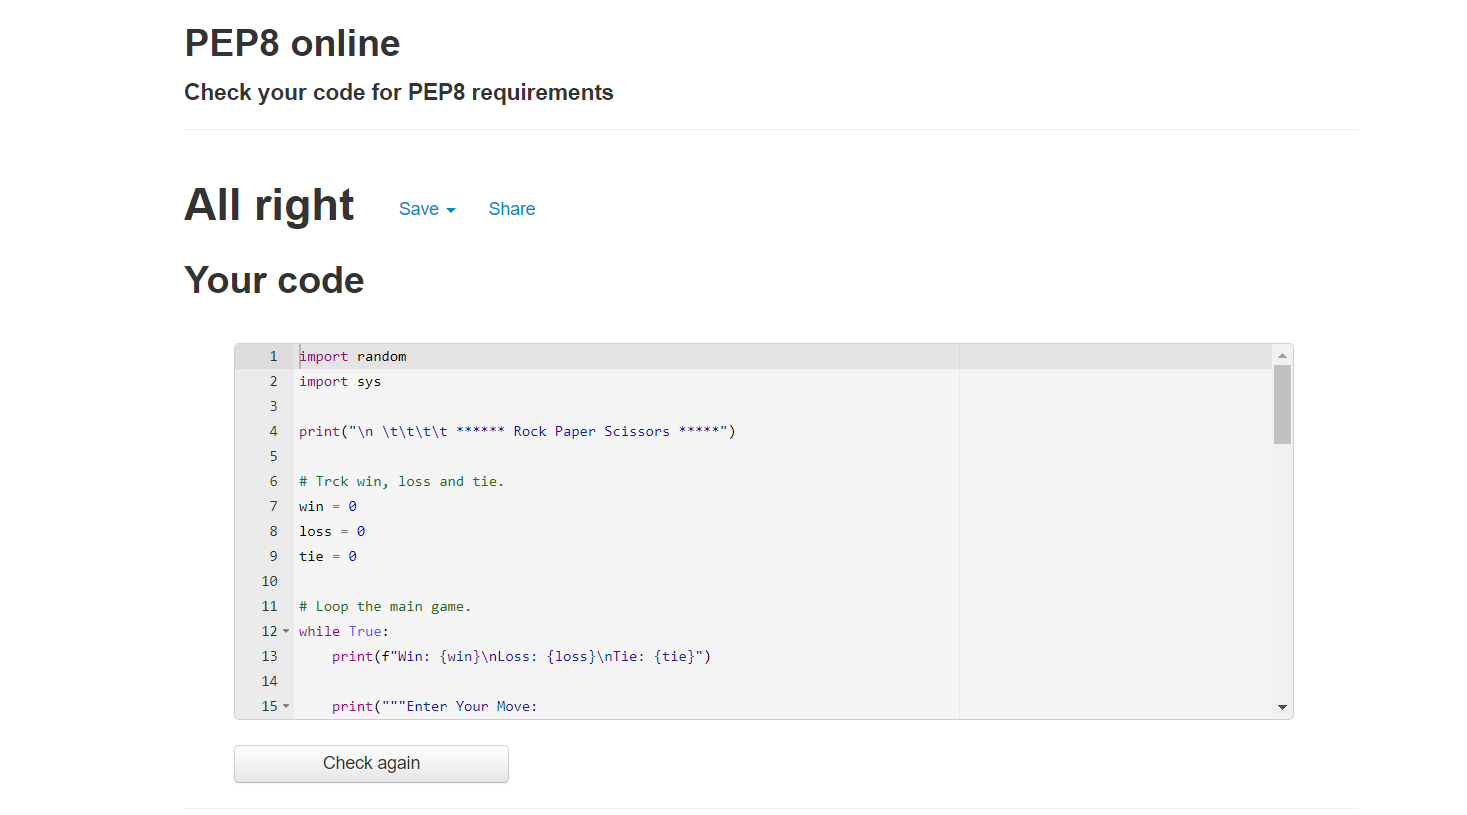 PEP8 online
Check your code for PEP8 requirements
All right Save Share
Your code
1 import random
2 import sys
3
4 print("\n \t\t\t\t ****** Rock Paper Scissors *****")
5
6 # Trck win, loss and tie.
7 win = 0
8 loss = 0
9 tie = 0
10
11 # Loop the main game.
12 while True:
13     print(f"Win: {win}\nLoss: {loss}\nTie: {tie}")
14
15     print("""Enter Your Move:
Check again